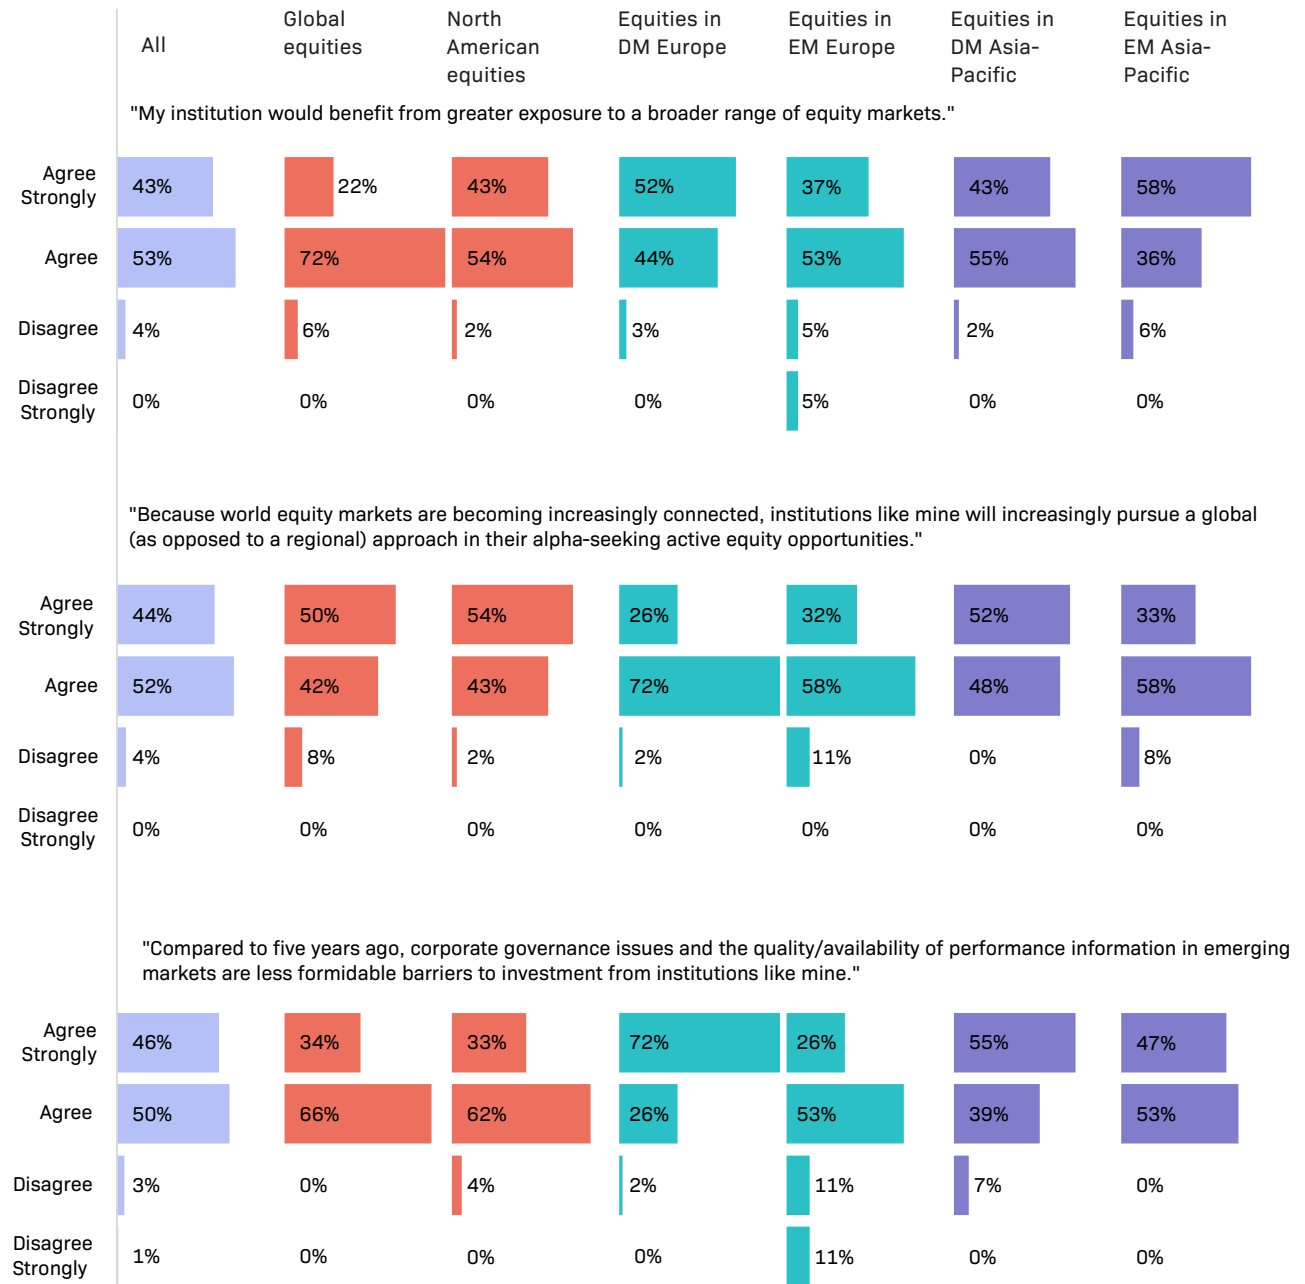 All
Global
equities
North
American
equities
Equities in
DM Europe
Equities in
EM Europe
Equities in
DM Asia-
Pacific
Equities in
EM Asia-
Pacific
"My institution would benefit from greater exposure to a broader range of equity markets."
Agree
Strongly
43%
22%
43%
52%
37%
43%
58%
Agree
53%
72%
54%
44%
53%
55%
36%
Disagree
4%
6%
2%
3%
5%
2%
6%
Disagree
Strongly
0%
0%
0%
0%
5%
0%
0%
"Because world equity markets are becoming increasingly connected, institutions like mine will increasingly pursue a global
(as opposed to a regional) approach in their alpha-seeking active equity opportunities."
Agree
Strongly
44%
50%
54%
26%
32%
52%
33%
Agree
52%
42%
43%
72%
58%
48%
58%
Disagree
4%
8%
2%
2%
11%
0%
8%
Disagree
Strongly
0%
0%
0%
0%
0%
0%
0%
"Compared to five years ago, corporate governance issues and the quality/availability of performance information in emerging
markets are less formidable barriers to investment from institutions like mine."
Agree
Strongly
46%
34%
33%
72%
26%
55%
47%
Agree
50%
66%
62%
26%
53%
39%
53%
Disagree
3%
0%
4%
2%
11%
7%
0%
Disagree
Strongly
1%
0%
0%
0%
11%
0%
0%